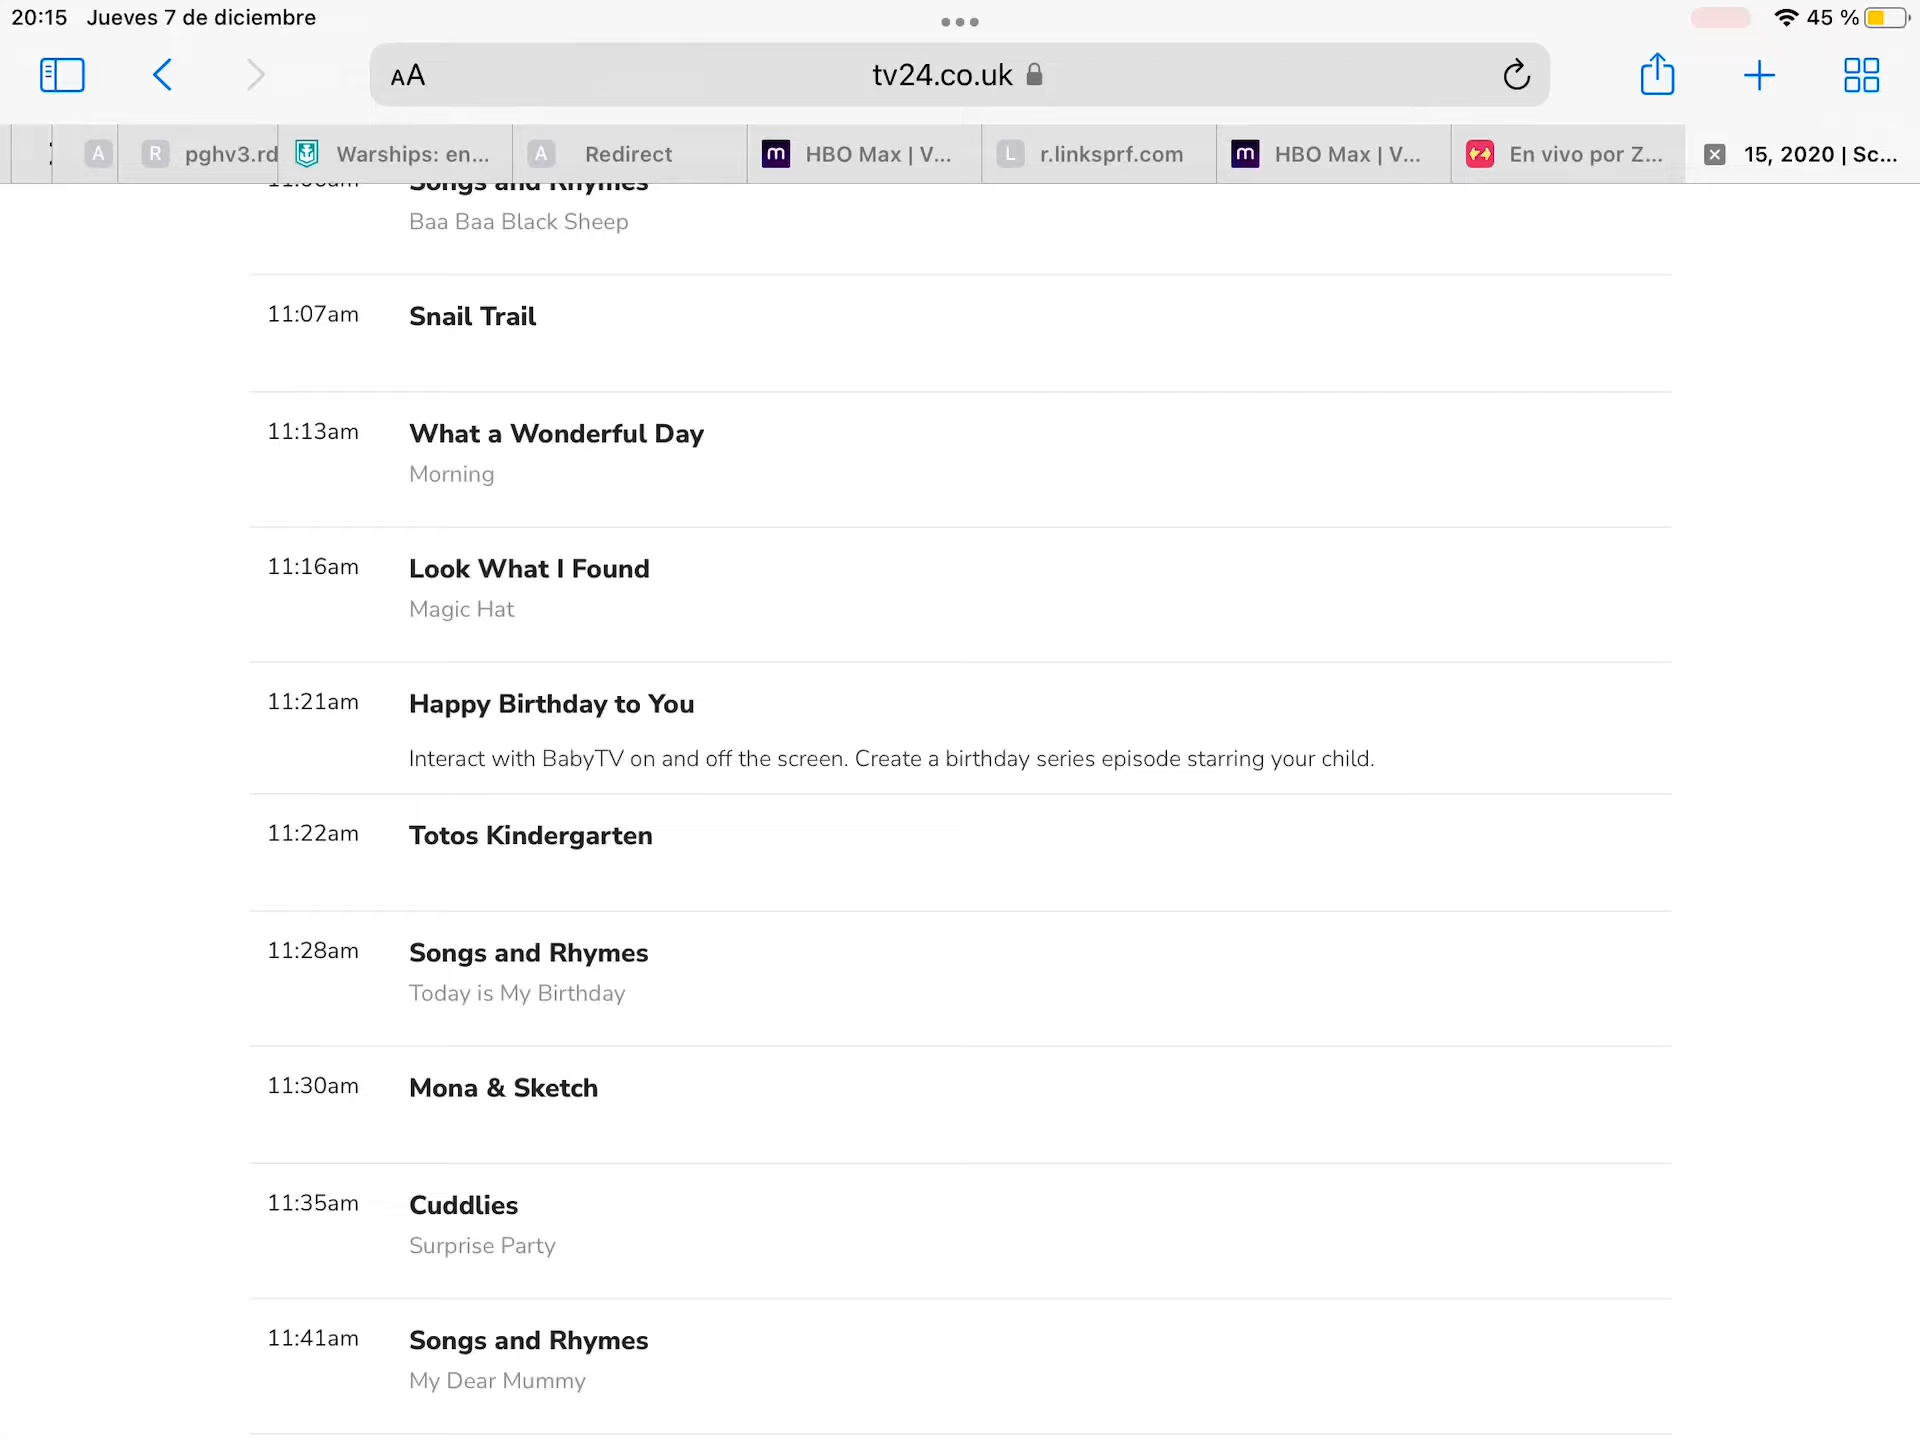 20:15 Jueves 7 de diciembre
45 %
AA
tv24.co.uk
A
R pghv3.rd
Warships: en...
A Redirect
m HBO Max | V...
L r.linksprf.com
m HBO Max | V...
En vivo por Z...
15, 2020 | Sc...
Songs and Rhymes
Baa Baa Black Sheep
11:07am Snail Trail
11:13am What a Wonderful Day
Morning
11:16am Look What I Found
Magic Hat
11:21am Happy Birthday to You
Interact with BabyTV on and off the screen. Create a birthday series episode starring your child.
11:22am Totos Kindergarten
11:28am Songs and Rhymes
Today is My Birthday
11:30am Mona & Sketch
11:35am Cuddlies
Surprise Party
11:41am Songs and Rhymes
My Dear Mummy